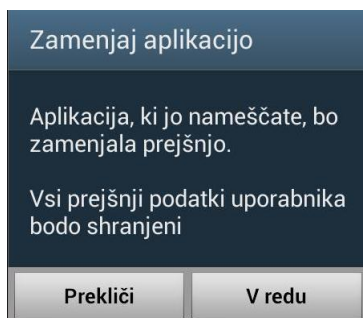 Zamenjaj aplikacijo
Aplikacija, ki jo nameščate, bo
zamenjala prejšnjo.
Vsi prejšnji podatki uporabnika
bodo shranjeni
Prekliči
V redu